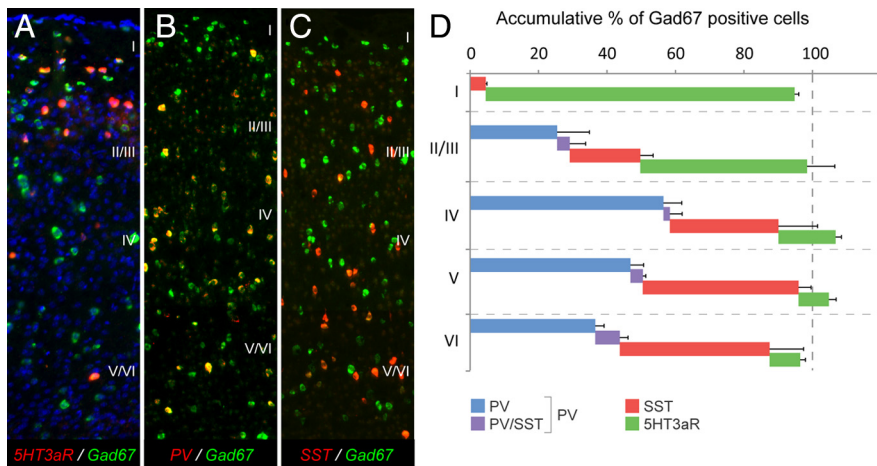 A
I
II/III
IV
V/VI
5HT3aR / Gad67
B
I
II/III
IV
V/VI
PV / Gad67
C
I
II/III
IV
V/VI
SST / Gad67
D
Accumulative % of Gad67 positive cells
0 20 40 60 80 100
I
II/III
IV
V
VI
PV
PV/SST
PV
SST
5HT3aR